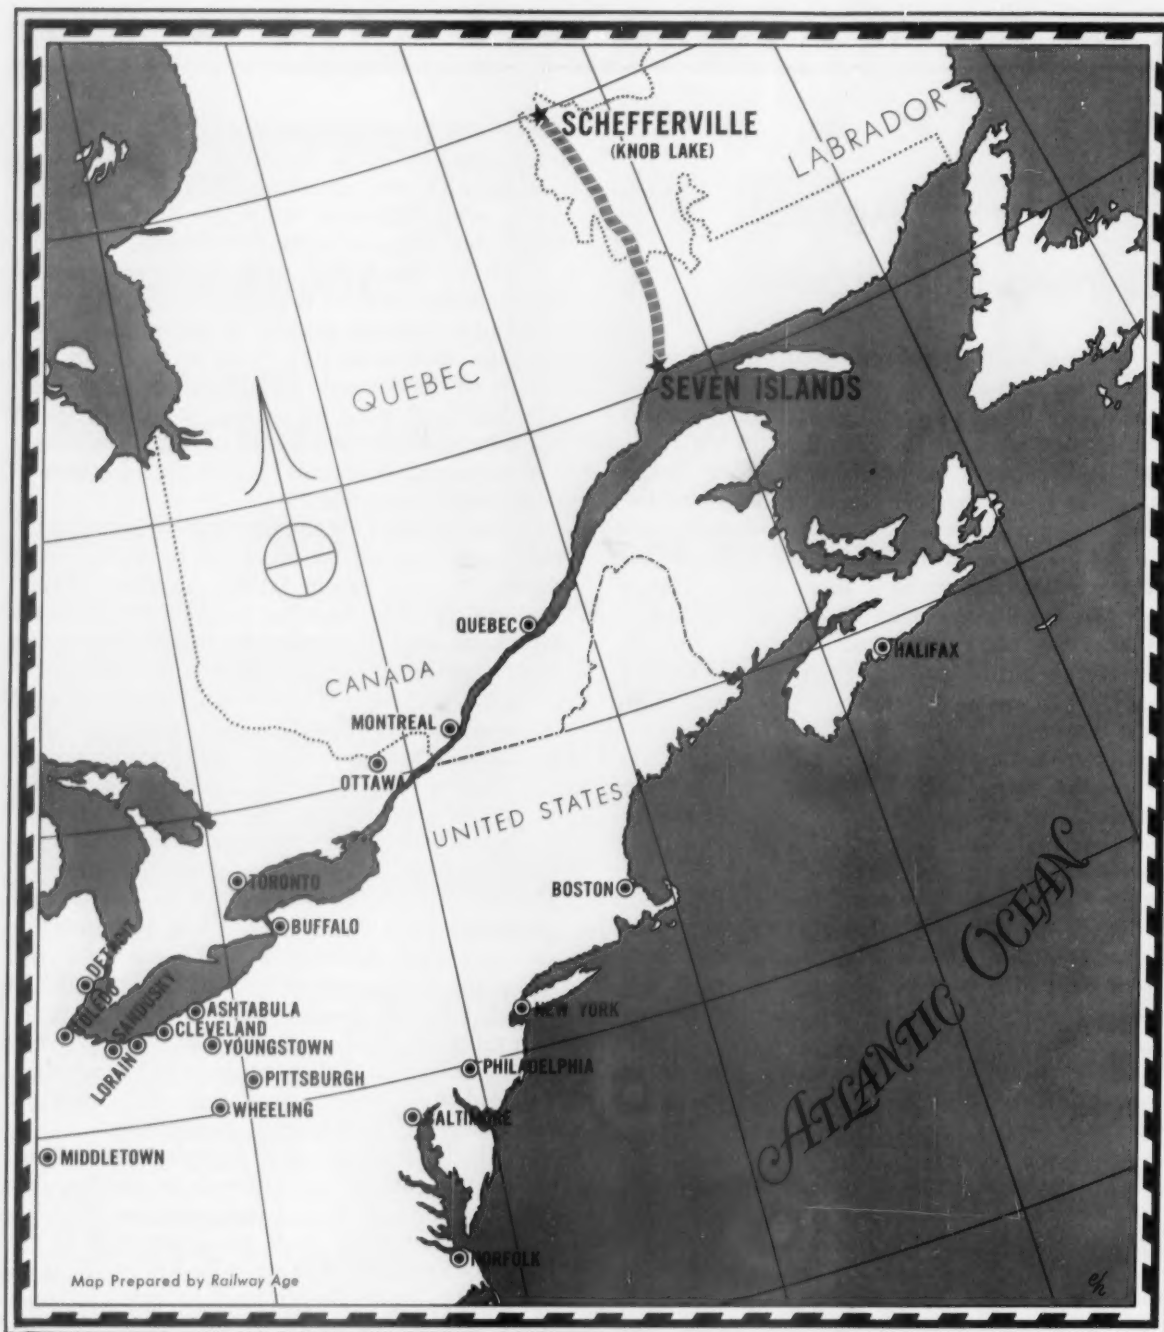 SCHEFFERVILLE
(KNOB LAKE)
LABRADOR
QUEBEC
SEVEN ISLANDS
QUEBEC
HALIFAX
CANADA
MONTREAL
OTTAWA
UNITED STATES
TORONTO
BOSTON
BUFFALO
DETROIT
TOLEDO
SANDUSKY
ASHTABULA
CLEVELAND
LORAIN
YOUNGSTOWN
NEW YORK
PITTSBURGH
PHILADELPHIA
WHEELING
BALTIMORE
MIDDLETOWN
NORFOLK
ATLANTIC OCEAN
Map Prepared by Railway Age